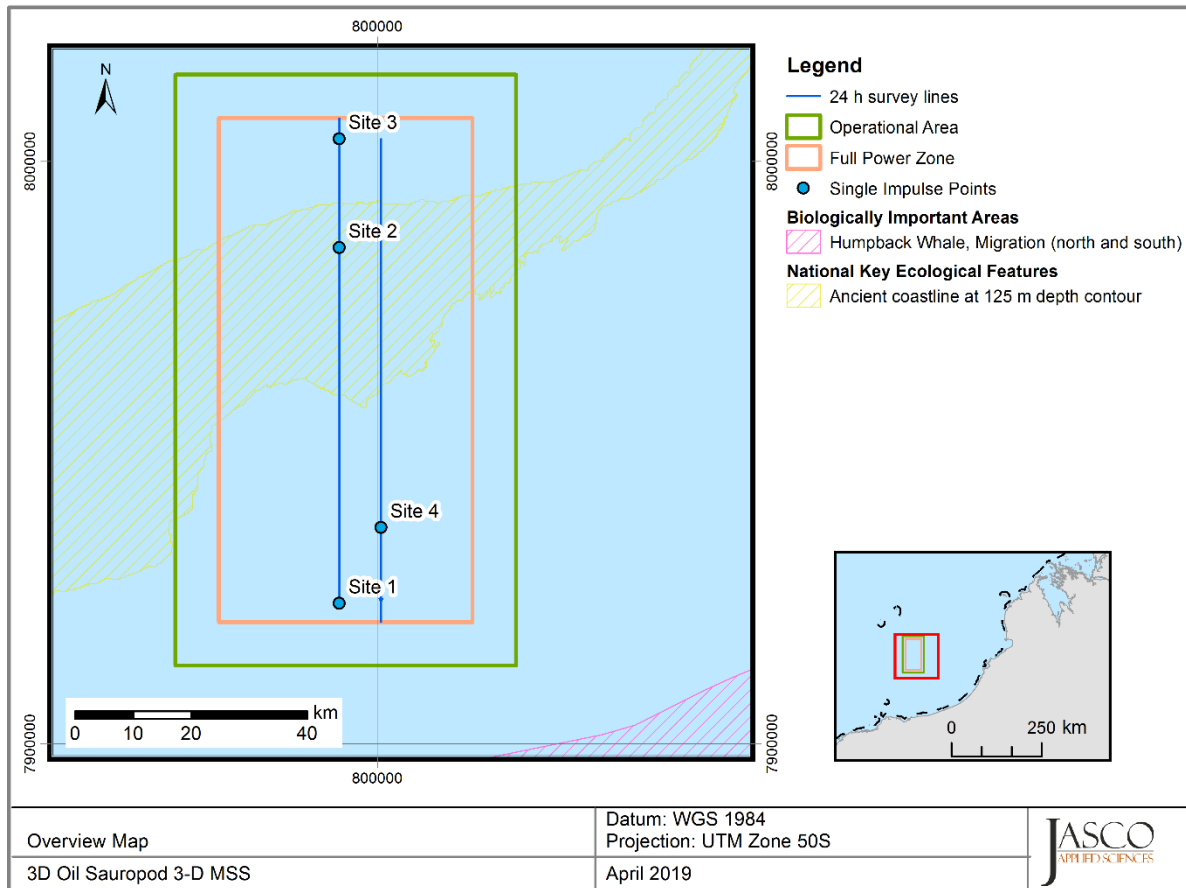 800000
N
8000000
8000000
Site 3
Site 2
Site 4
Site 1
km
0 10 20 40
7900000
7900000
800000
Legend
24 h survey lines
Operational Area
Full Power Zone
Single Impulse Points
Biologically Important Areas
Humpback Whale, Migration (north and south)
National Key Ecological Features
Ancient coastline at 125 m depth contour
0 250 km
Overview Map
3D Oil Sauropod 3-D MSS
Datum: WGS 1984
Projection: UTM Zone 50S
April 2019
JASCO
APPLIED SCIENCES